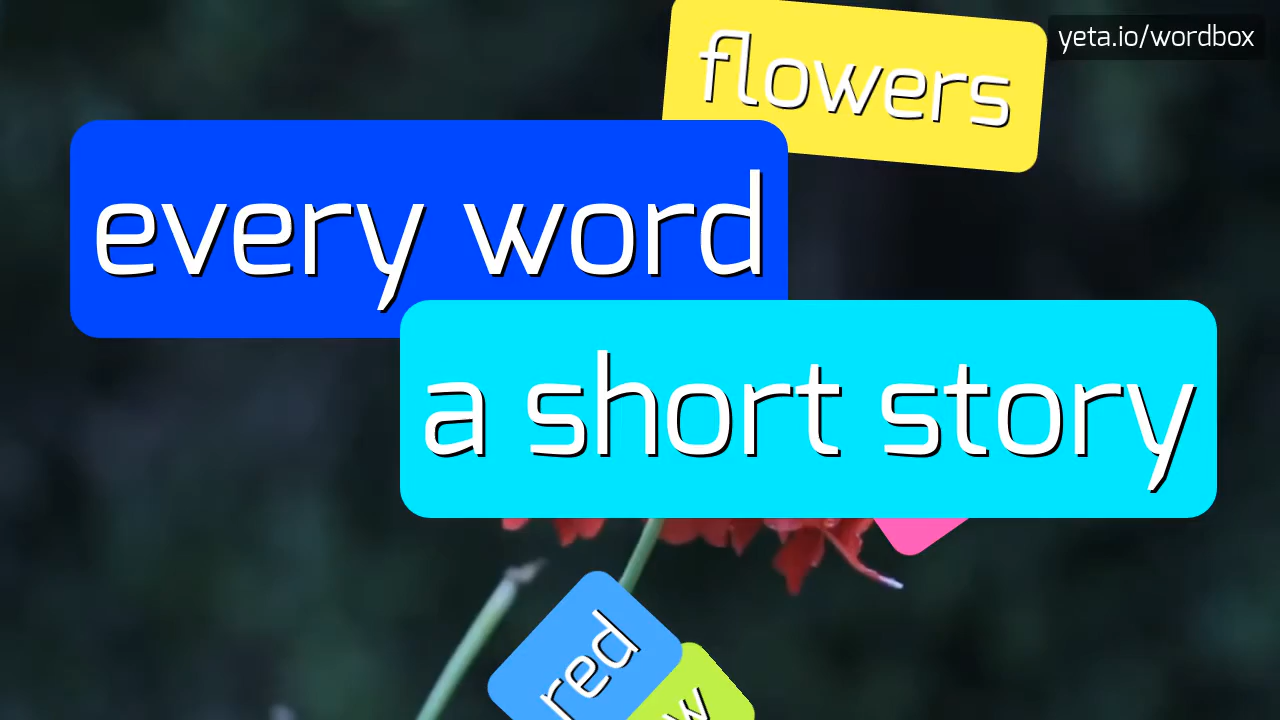 flowers
yeta.io/wordbox
every word
a short story
red